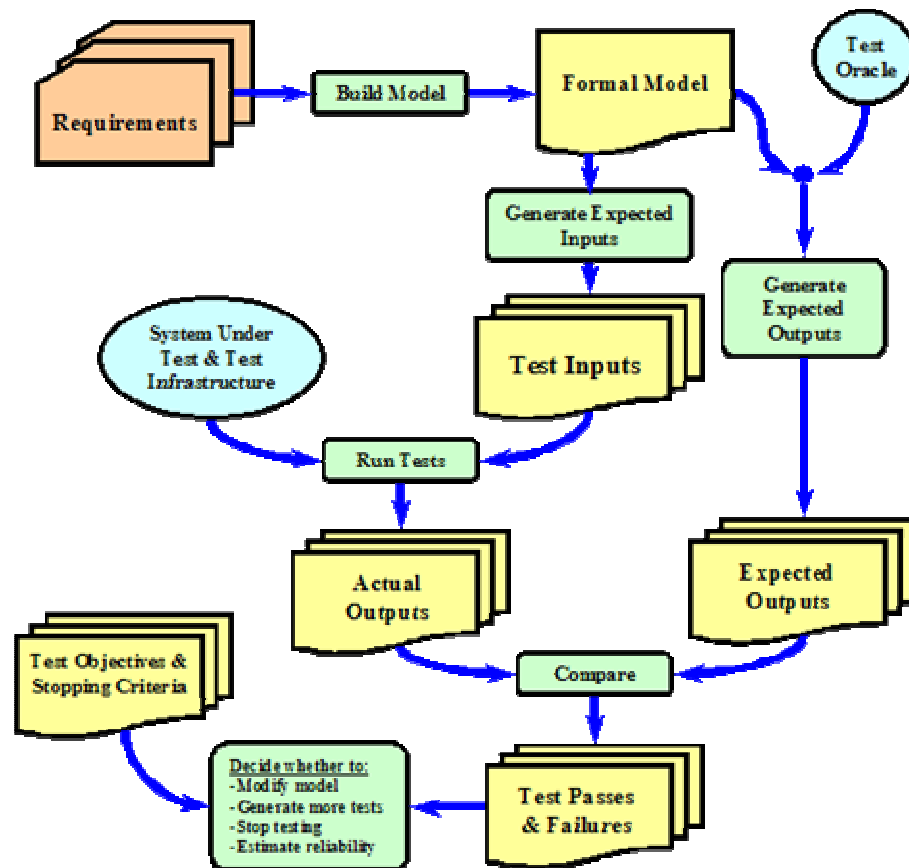 Requirements
Build Model
Formal Model
Test
Oracle
Generate Expected
Inputs
Generate
Expected
Outputs
System Under
Test & Test
Infrastructure
Test Inputs
Run Tests
Actual
Outputs
Expected
Outputs
Test Objectives &
Stopping Criteria
Compare
Decide whether to:
- Modify model
- Generate more tests
- Stop testing
- Estimate reliability
Test Passes
& Failures